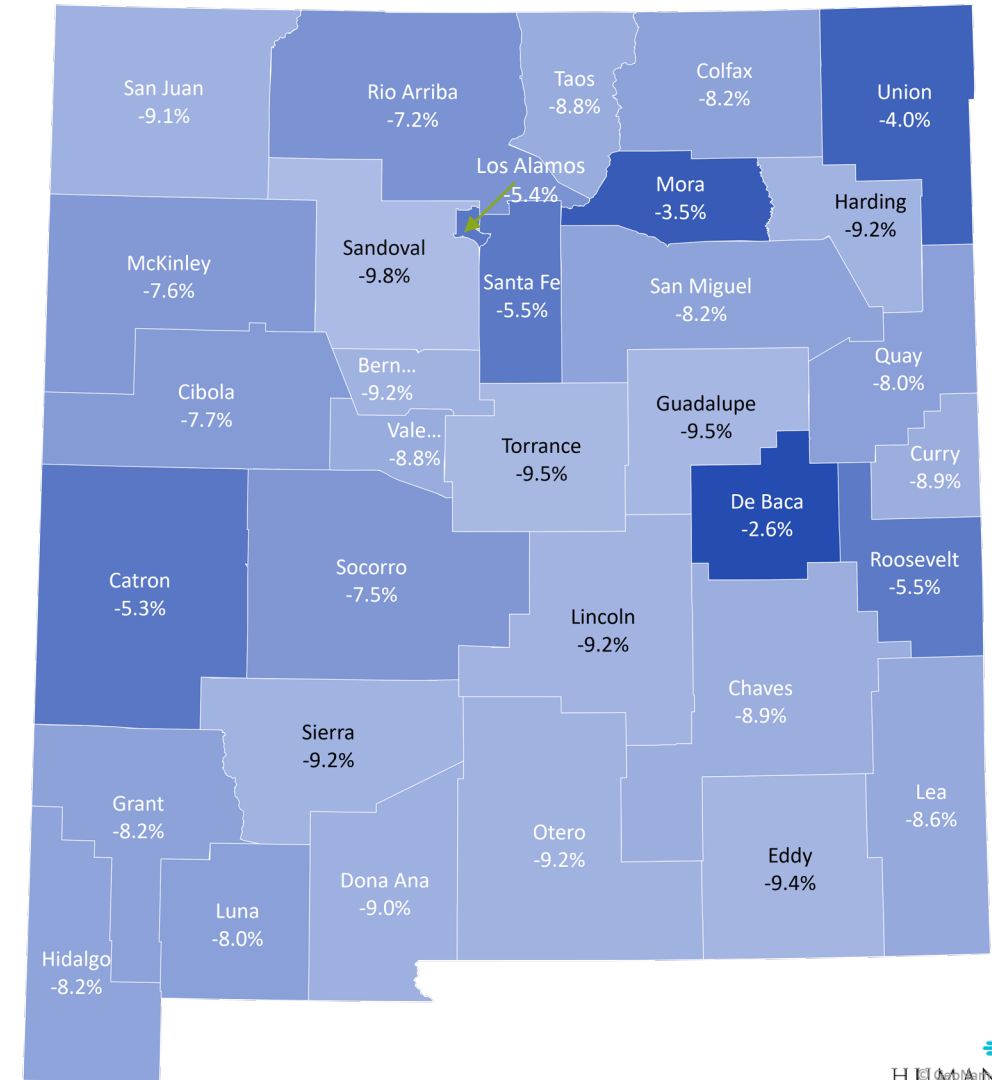 San Juan
-9.1%
Rio Arriba
-7.2%
Taos
-8.8%
Colfax
-8.2%
Union
-4.0%
Los Alamos
-5.4%
Mora
-3.5%
Harding
-9.2%
McKinley
-7.6%
Sandoval
-9.8%
Santa Fe
-5.5%
San Miguel
-8.2%
Quay
-8.0%
Cibola
-7.7%
Bern...
-9.2%
Vale...
-8.8%
Torrance
-9.5%
Guadalupe
-9.5%
Curry
-8.9%
De Baca
-2.6%
Roosevelt
-5.5%
Catron
-5.3%
Socorro
-7.5%
Lincoln
-9.2%
Chaves
-8.9%
Sierra
-9.2%
Grant
-8.2%
Lea
-8.6%
Otero
-9.2%
Eddy
-9.4%
Dona Ana
-9.0%
Luna
-8.0%
Hidalgo
-8.2%